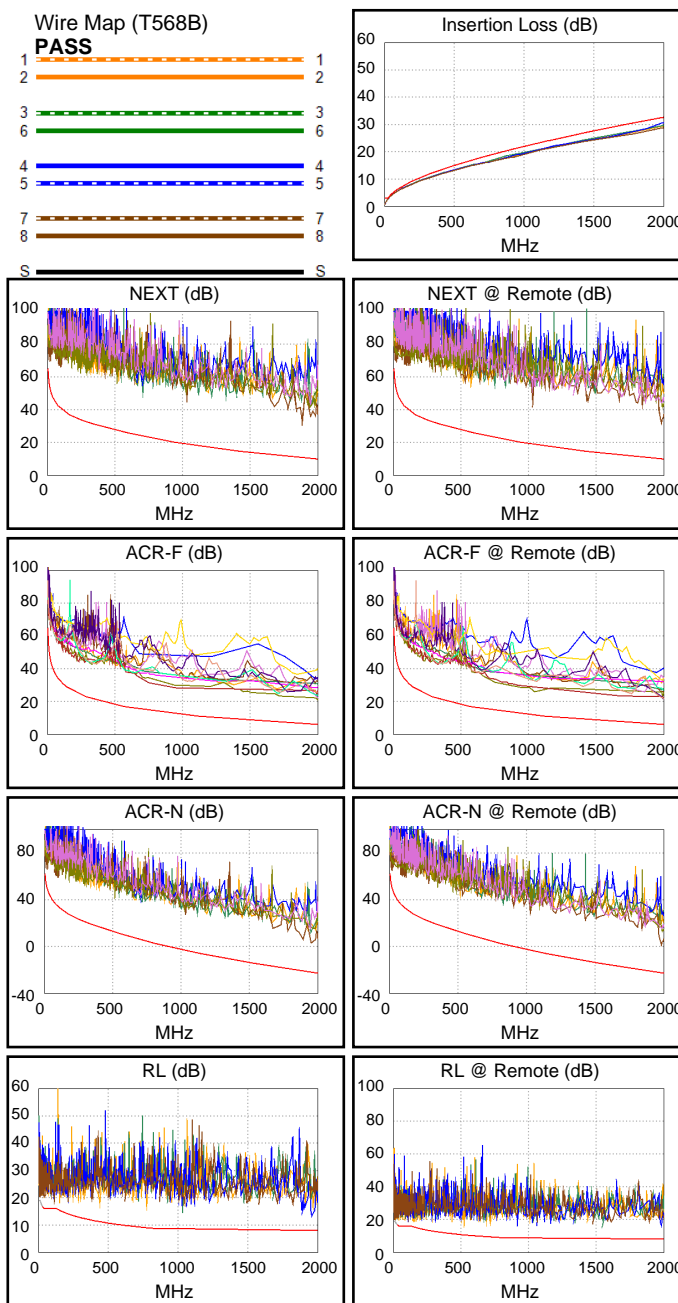 Wire Map (T568B)
PASS
1 1
2 2
3 3
6 6
4 4
5 5
7 7
8 8
S S
Insertion Loss (dB)
60
50
40
30
20
10
0
0 500 1000 1500 2000
MHz
NEXT (dB)
100
80
60
40
20
0
0 500 1000 1500 2000
MHz
NEXT @ Remote (dB)
100
80
60
40
20
0
0 500 1000 1500 2000
MHz
ACR-F (dB)
100
80
60
40
20
0
0 500 1000 1500 2000
MHz
ACR-F @ Remote (dB)
100
80
60
40
20
0
0 500 1000 1500 2000
MHz
ACR-N (dB)
80
40
0
-40
0 500 1000 1500 2000
MHz
ACR-N @ Remote (dB)
80
40
0
-40
0 500 1000 1500 2000
MHz
RL (dB)
60
50
40
30
20
10
0
0 500 1000 1500 2000
MHz
RL @ Remote (dB)
100
80
60
40
20
0
0 500 1000 1500 2000
MHz